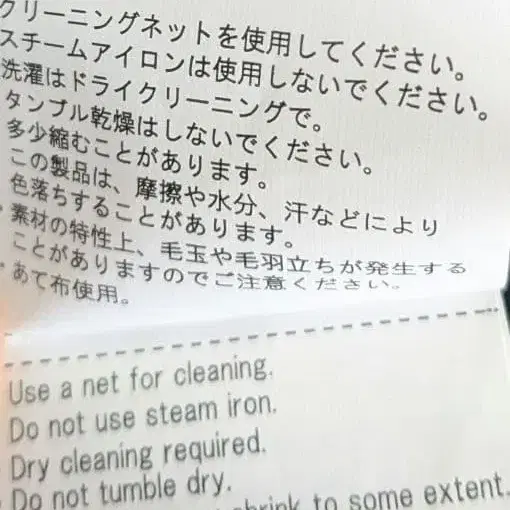 クリーニングネットを使用してください。
スチームアイロンは使用しないでください。
洗濯はドライクリーニングで。
タンブル乾燥はしないでください。
多少縮むことがあります。
この製品は、摩擦や水分、汗などにより
色落ちすることがあります。
・素材の特性上、毛玉や毛羽立ちが発生する
ことがありますのでご注意ください。
・あて布使用。
Use a net for cleaning.
Do not use steam iron.
Dry cleaning required.
Do not tumble dry.
shrink to some extent.